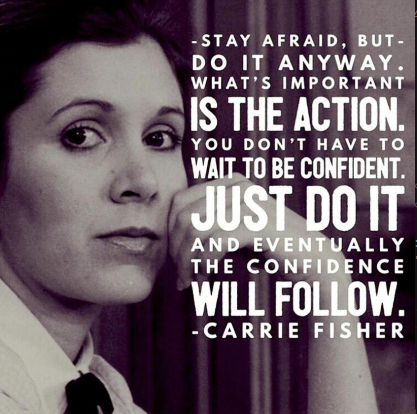 -STAY AFRAID, BUT-
DO IT ANYWAY.
WHAT'S IMPORTANT
IS THE ACTION.
YOU DON'T HAVE TO
WAIT TO BE CONFIDENT.
JUST DO IT
AND EVENTUALLY
THE CONFIDENCE
WILL FOLLOW.
-CARRIE FISHER